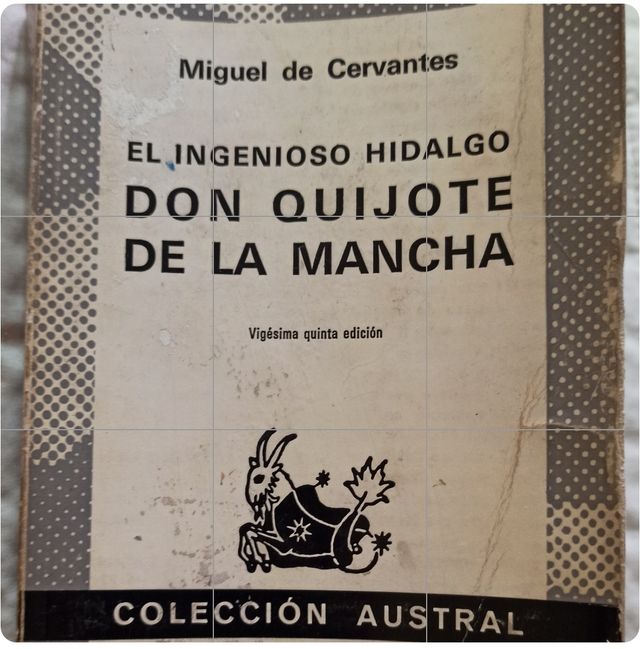 Miguel de Cervantes
EL INGENIOSO HIDALGO
DON QUIJOTE
DE LA MANCHA
Vigésima quinta edición
COLECCIÓN AUSTRAL